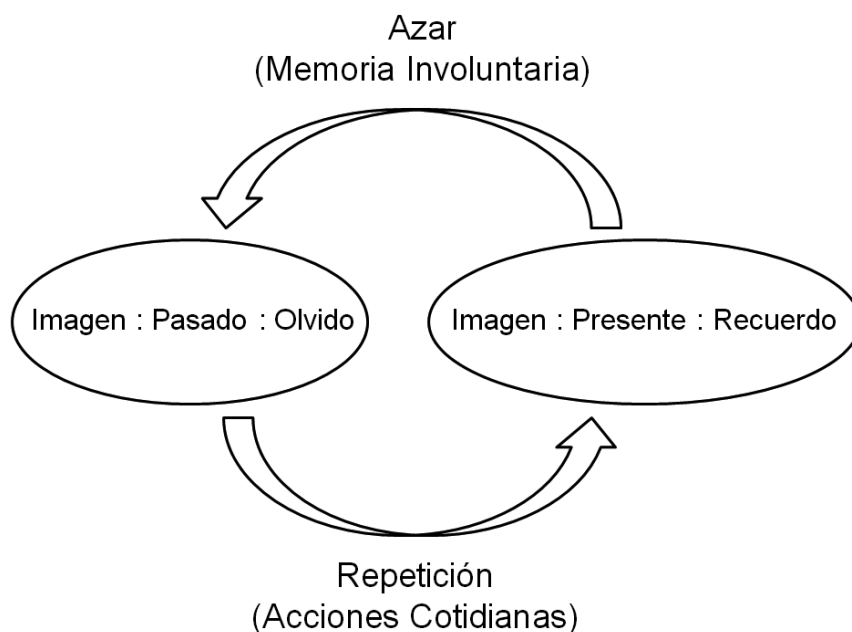 Azar
(Memoria Involuntaria)
Imagen : Pasado : Olvido
Imagen : Presente : Recuerdo
Repetición
(Acciones Cotidianas)